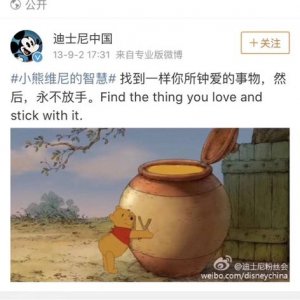 公开
迪士尼中国
+关注
13-9-2 17:31 来自专业版微博
#小熊维尼的智慧# 找到一样你所钟爱的事物，然
后，永不放手。Find the thing you love and
stick with it.
@迪士尼粉丝会
weibo.com/disneychina